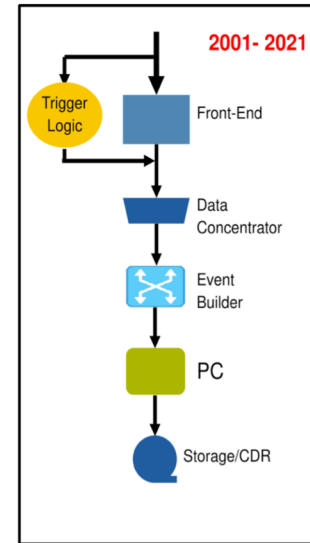 2001- 2021
Trigger
Logic
Front-End
Data
Concentrator
Event
Builder
PC
Storage/CDR